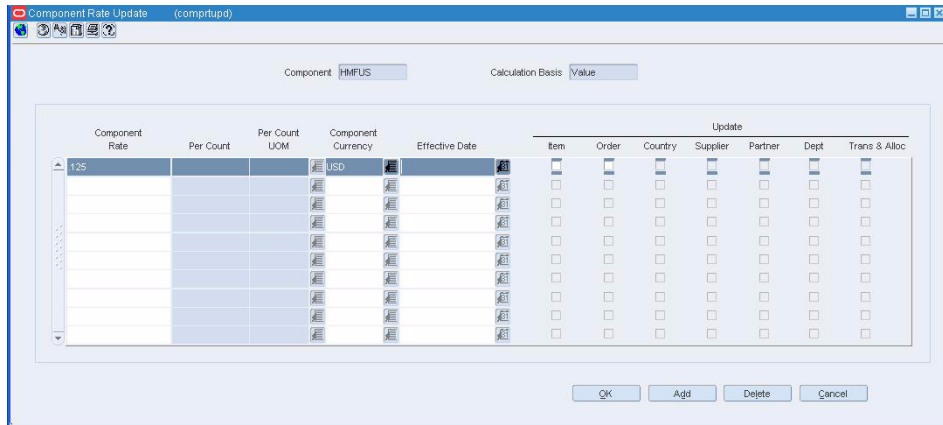 Component Rate Update (comprtupd)
Component HMFUS Calculation Basis Value
Update
Component Rate Per Count Per Count UOM Component Currency Effective Date Item Order Country Supplier Partner Dept Trans & Alloc
125 USD
OK Add Delete Cancel